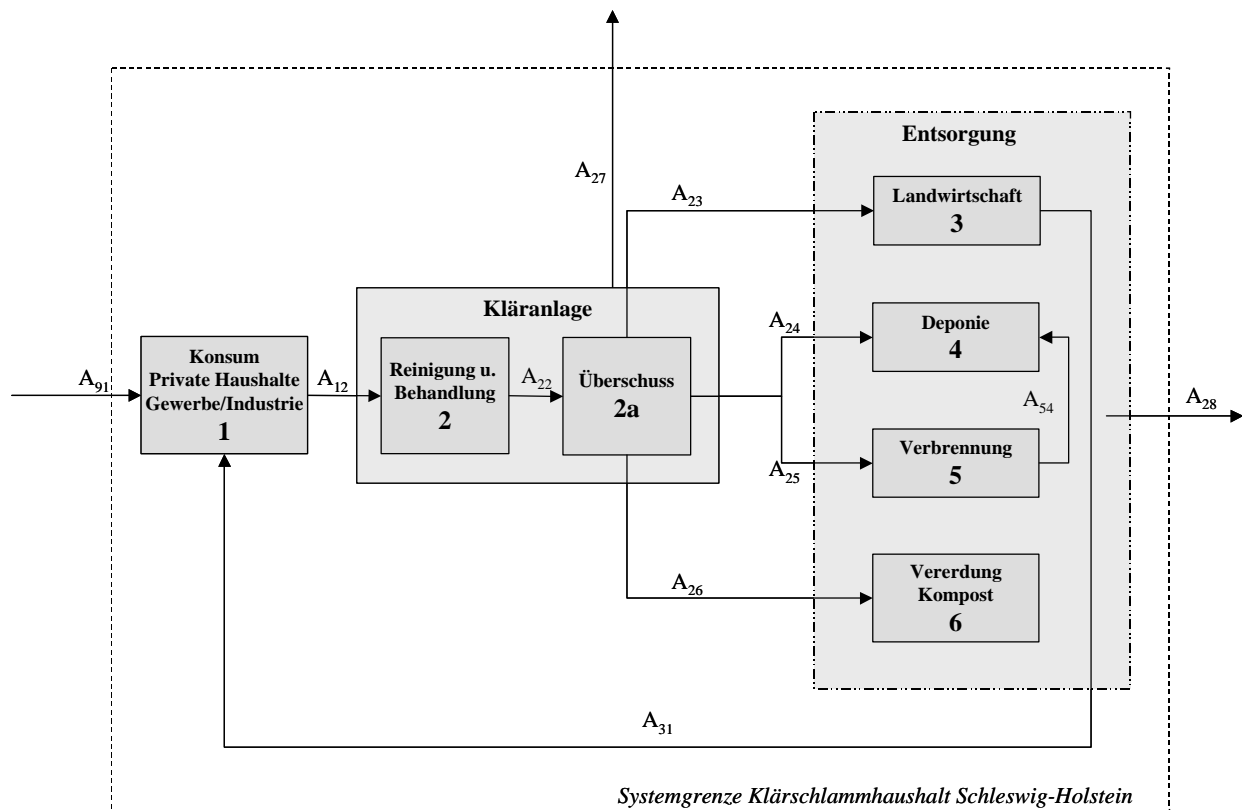 Entsorgung
A27
A23
Landwirtschaft
3
Kläranlage
A24
Deponie
4
Konsum
Private Haushalte
Gewerbe/Industrie
1
A91
A12
Reinigung u.
Behandlung
2
A22
Überschuss
2a
A54
A28
A25
Verbrennung
5
A26
Vererdung
Kompost
6
A31
Systemgrenze Klärschlammhaushalt Schleswig-Holstein